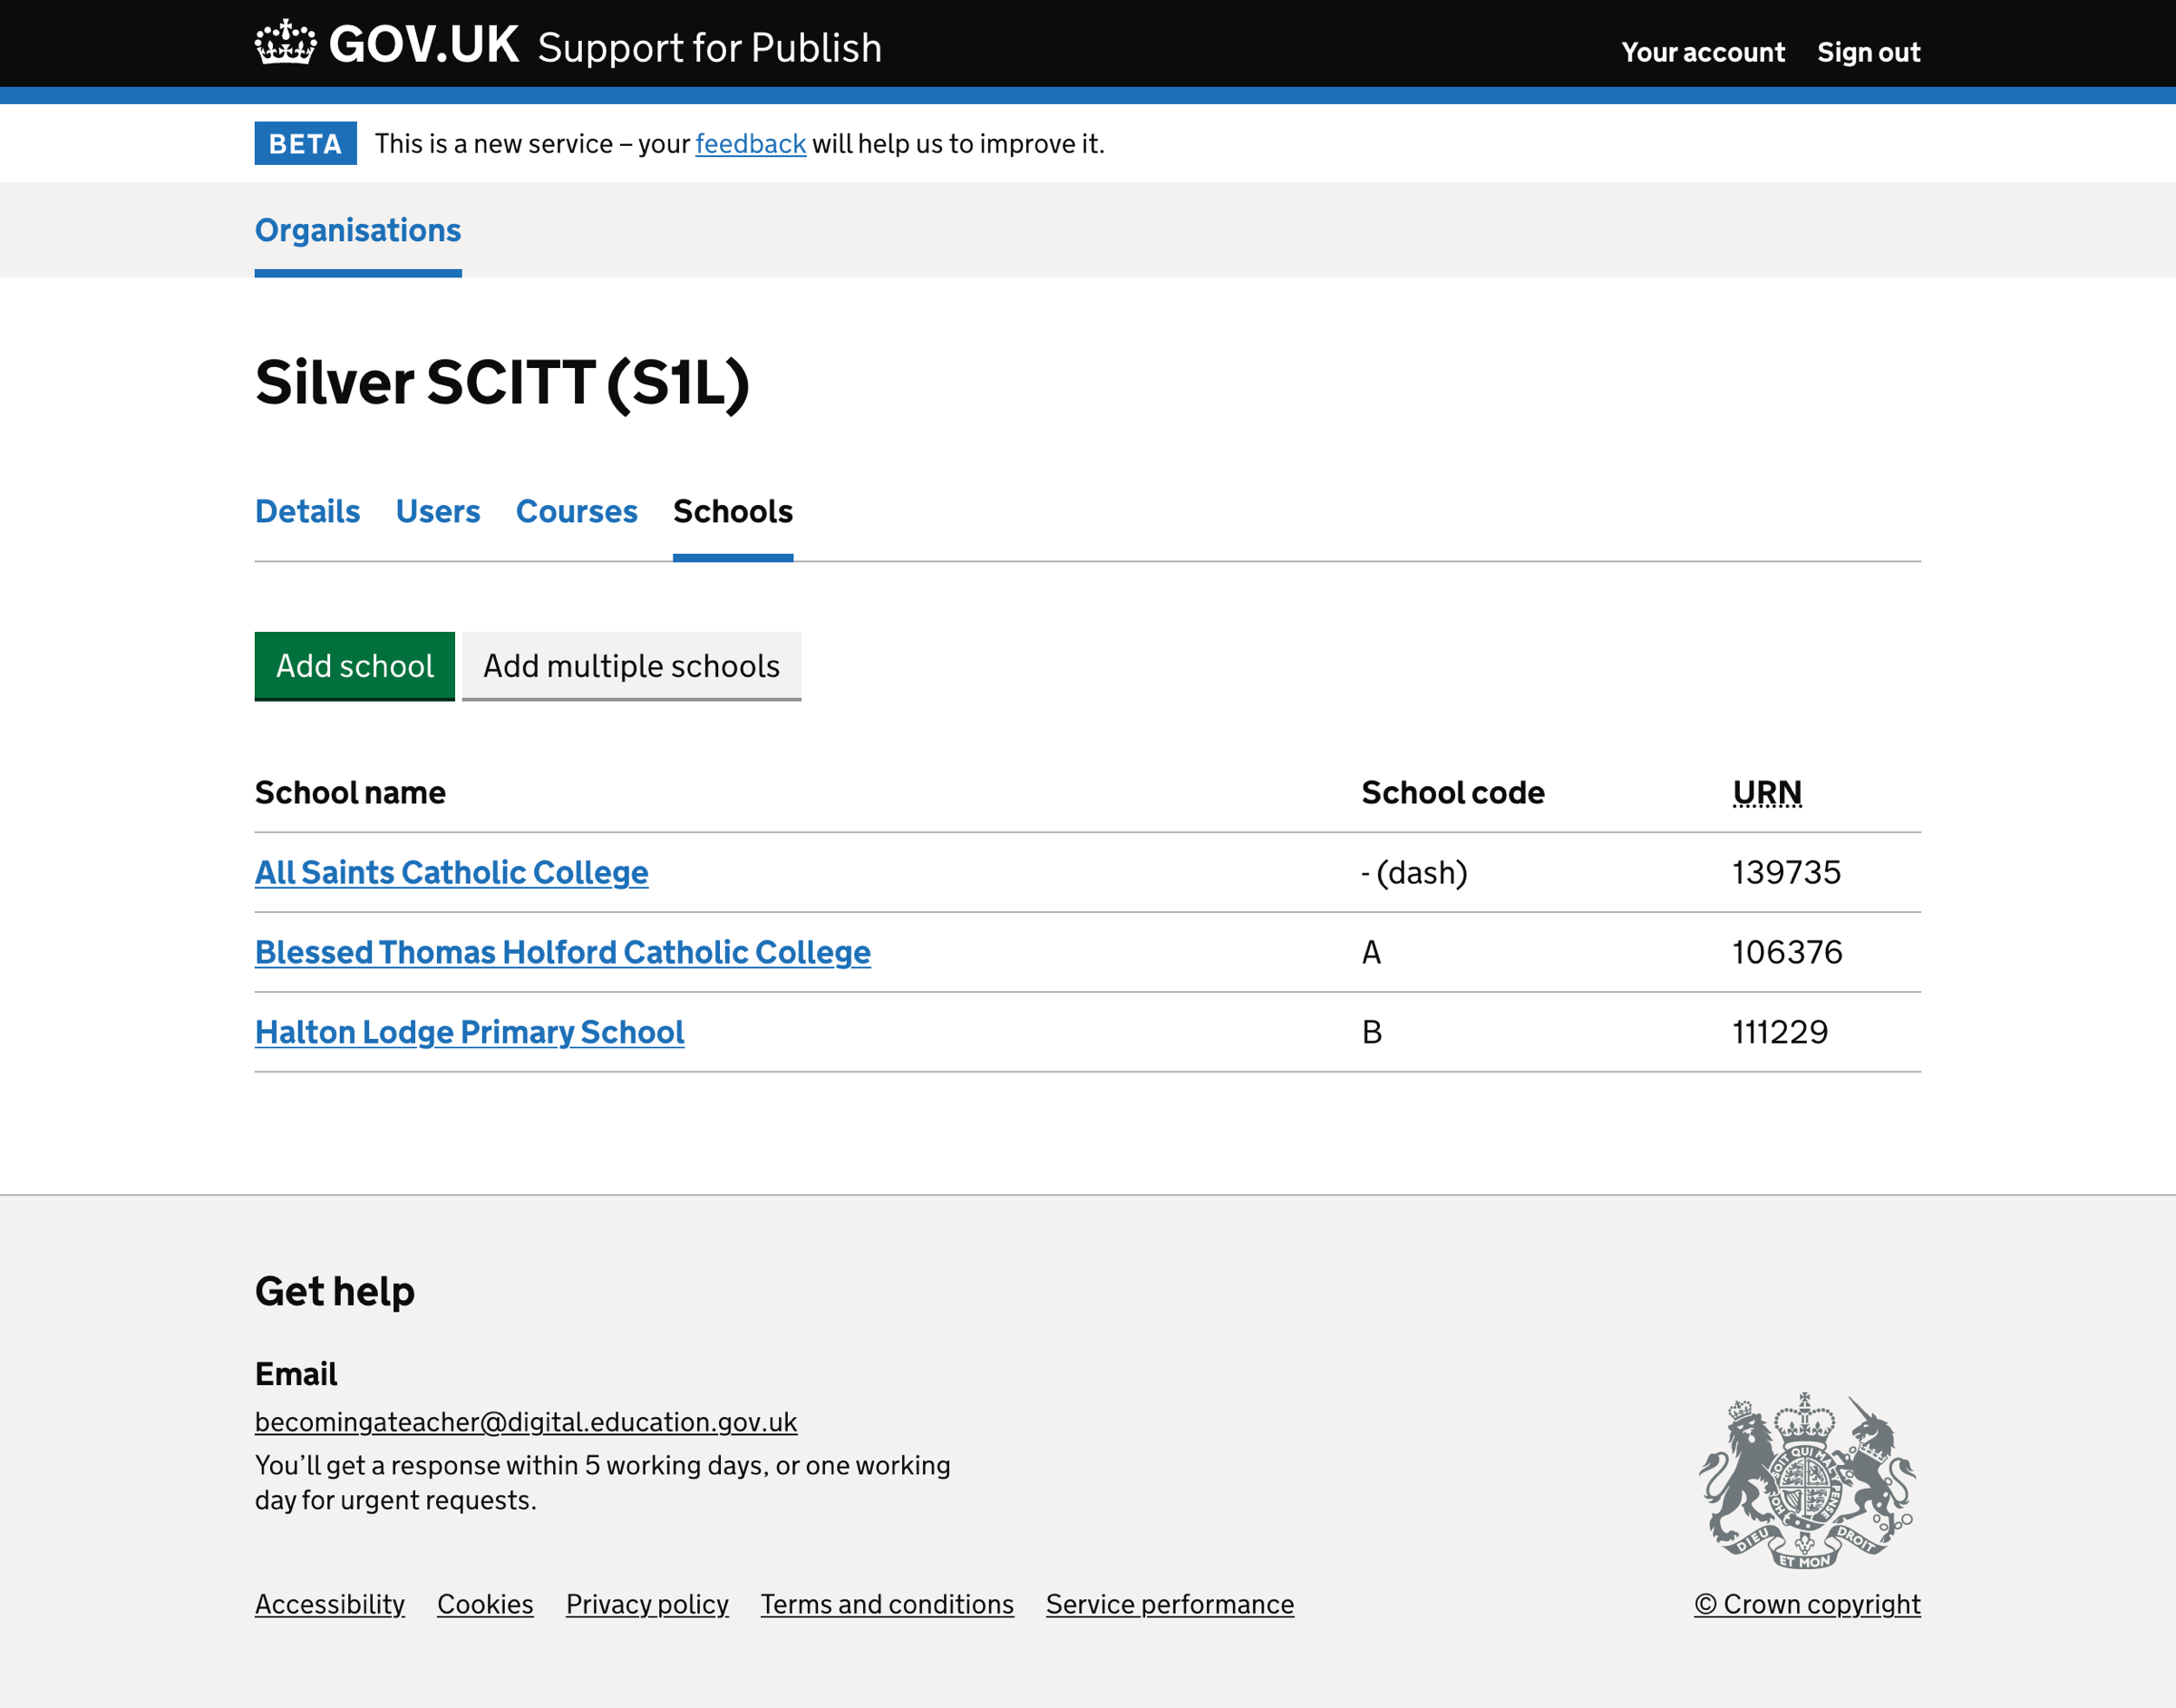 GOV.UK Support for Publish
Your account Sign out
BETA This is a new service – your feedback will help us to improve it.
Organisations
Silver SCITT (S1L)
Details Users Courses Schools
Add school Add multiple schools
School name School code URN
All Saints Catholic College - (dash) 139735
Blessed Thomas Holford Catholic College A 106376
Halton Lodge Primary School B 111229
Get help
Email
becomingateacher@digital.education.gov.uk
You’ll get a response within 5 working days, or one working
day for urgent requests.
SOIT QUI MAL Y PENSE
DIEU ET MON DROIT
Accessibility Cookies Privacy policy Terms and conditions Service performance
© Crown copyright